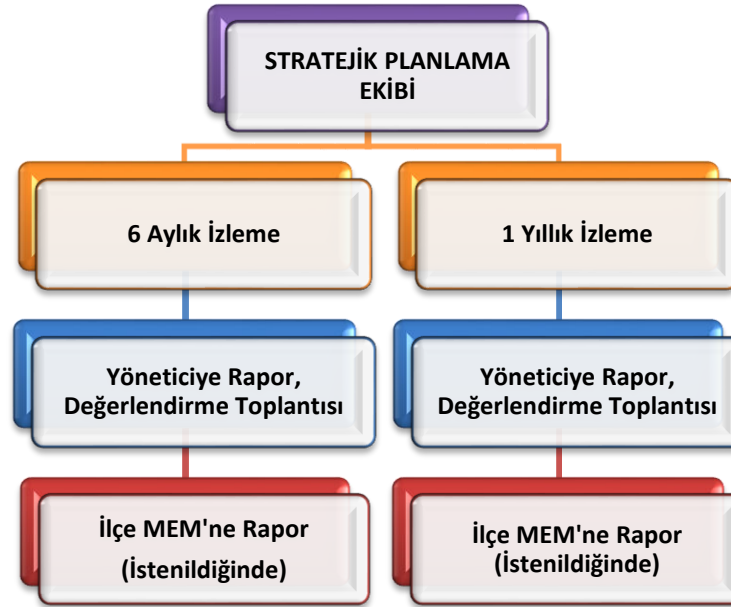 STRATEJİK PLANLAMA
EKİBİ
6 Aylık İzleme
1 Yıllık İzleme
Yöneticiye Rapor,
Değerlendirme Toplantısı
Yöneticiye Rapor,
Değerlendirme Toplantısı
İlçe MEM'ne Rapor
(İstenildiğinde)
İlçe MEM'ne Rapor
(İstenildiğinde)